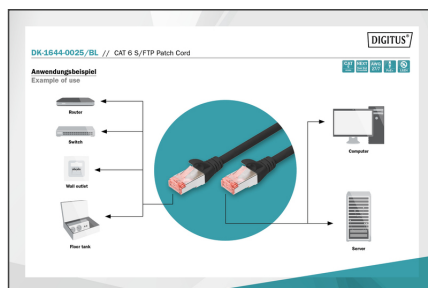 DIGITUS®
DK-1644-0025/BL // CAT 6 S/FTP Patch Cord
Anwendungsbeispiel
Example of use
Router
Switch
Wall outlet
Floor tank
Computer
Server